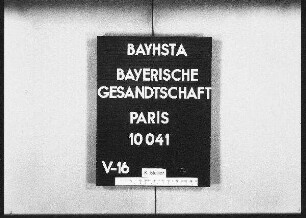 BAYHSTA
BAYERISCHE
GESANDTSCHAFT
PARIS
10 041
V-16